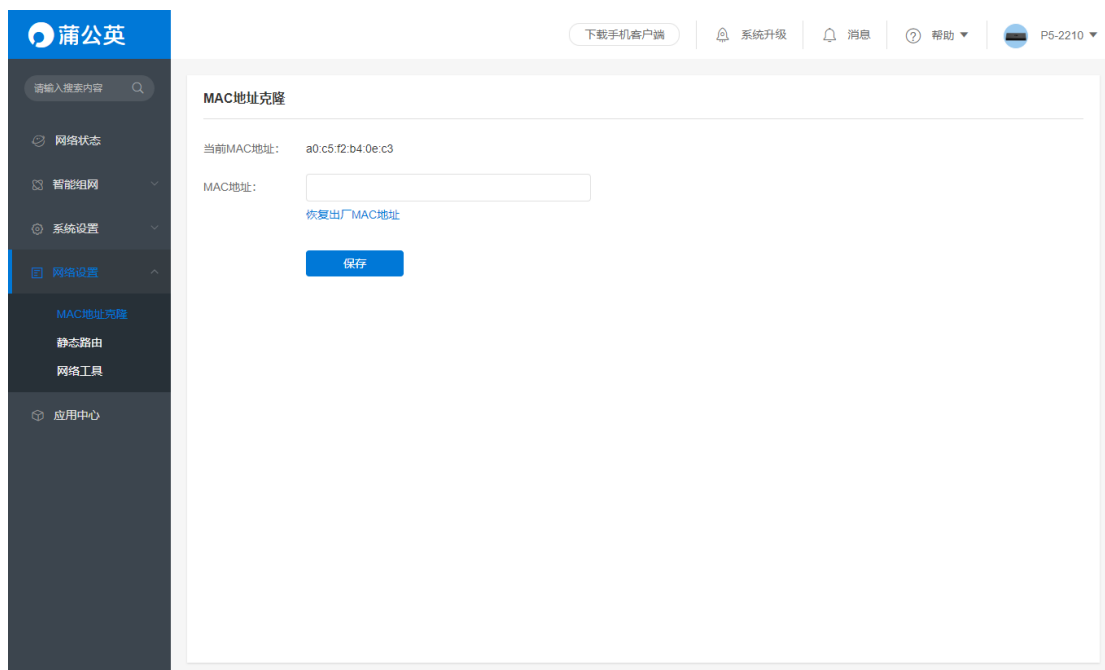 蒲公英
下载手机客户端 系统升级 消息 帮助 P5-2210
请输入搜索内容
网络状态
智能组网
系统设置
网络设置
MAC地址克隆
静态路由
网络工具
应用中心
MAC地址克隆
当前MAC地址： a0:c5:f2:b4:0e:c3
MAC地址：
恢复出厂MAC地址
保存